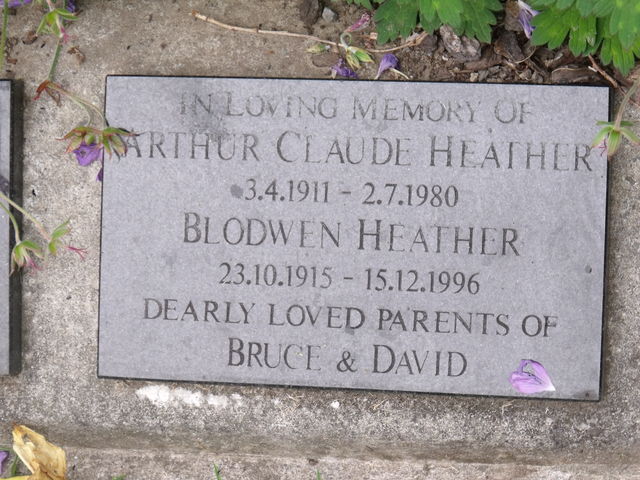 IN LOVING MEMORY OF
ARTHUR CLAUDE HEATHER
3.4.1911 - 2.7.1980
BLODWEN HEATHER
23.10.1915 - 15.12.1996
DEARLY LOVED PARENTS OF
BRUCE & DAVID